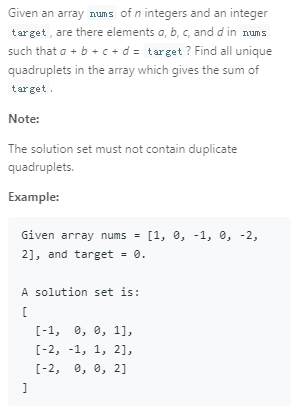 Given an array nums of n integers and an integer
target, are there elements a, b, c, and d in nums
such that a + b + c + d = target? Find all unique
quadruplets in the array which gives the sum of
target.
Note:
The solution set must not contain duplicate
quadruplets.
Example:
Given array nums = [1, 0, -1, 0, -2,
2], and target = 0.
A solution set is:
[
[-1, 0, 0, 1],
[-2, -1, 1, 2],
[-2, 0, 0, 2]
]